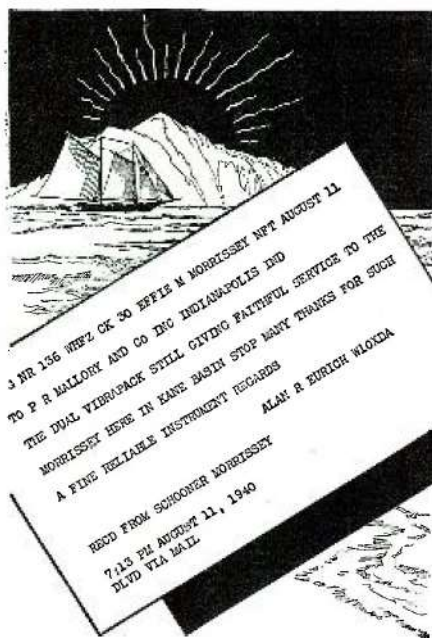 G NR 136 WHFZ CK 30 EFFIE M MORRISSEY NFT AUGUST 11
TO P R MALLORY AND CO INC INDIANAPOLIS IND
THE DUAL VIBRAPACK STILL GIVING FAITHFUL SERVICE TO THE
MORRISSEY HERE IN KANE BASIN STOP MANY THANKS FOR SUCH
A FINE RELIABLE INSTRUMENT REGARDS
ALAN R EURICH W1OXDA
RECD FROM SCHOONER MORRISSEY
7:13 PM AUGUST 11, 1940
DLVD VIA MAIL